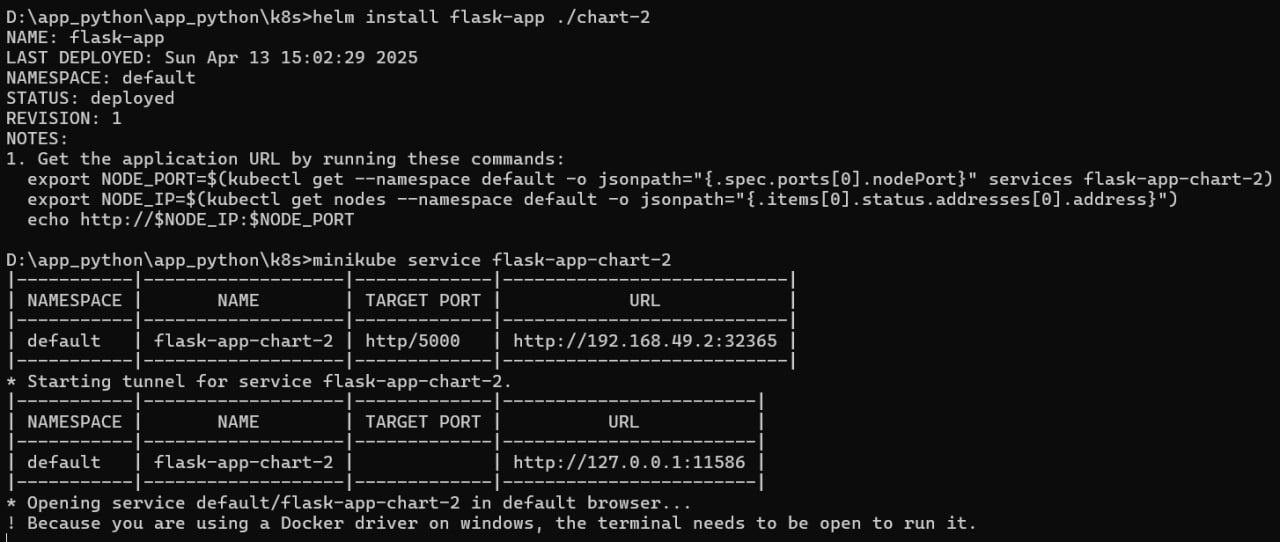 D:\app_python\app_python\k8s>helm install flask-app ./chart-2
NAME: flask-app
LAST DEPLOYED: Sun Apr 13 15:02:29 2025
NAMESPACE: default
STATUS: deployed
REVISION: 1
NOTES:
1. Get the application URL by running these commands:
  export NODE_PORT=$(kubectl get --namespace default -o jsonpath="{.spec.ports[0].nodePort}" services flask-app-chart-2)
  export NODE_IP=$(kubectl get nodes --namespace default -o jsonpath="{.items[0].status.addresses[0].address}")
  echo http://$NODE_IP:$NODE_PORT

D:\app_python\app_python\k8s>minikube service flask-app-chart-2
|-----------|-------------------|-------------|---------------------------|
| NAMESPACE |       NAME        | TARGET PORT |            URL            |
|-----------|-------------------|-------------|---------------------------|
| default   | flask-app-chart-2 | http/5000   | http://192.168.49.2:32365 |
|-----------|-------------------|-------------|---------------------------|
* Starting tunnel for service flask-app-chart-2.
|-----------|-------------------|-------------|------------------------|
| NAMESPACE |       NAME        | TARGET PORT |          URL           |
|-----------|-------------------|-------------|------------------------|
| default   | flask-app-chart-2 |             | http://127.0.0.1:11586 |
|-----------|-------------------|-------------|------------------------|
* Opening service default/flask-app-chart-2 in default browser...
! Because you are using a Docker driver on windows, the terminal needs to be open to run it.